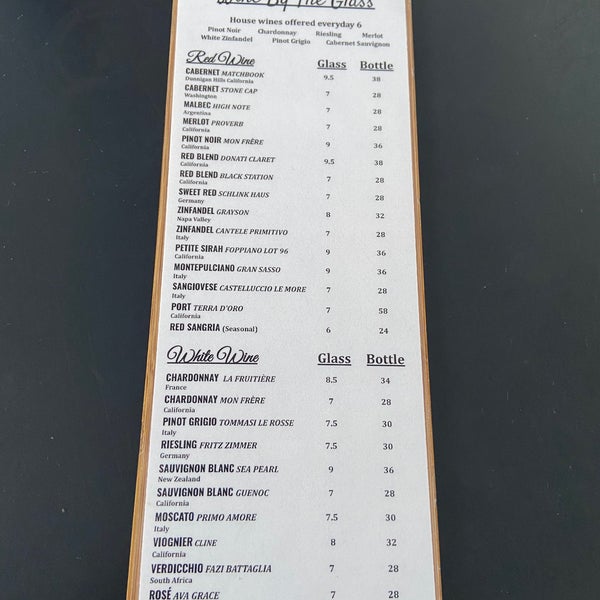 Wine By The Glass
House wines offered everyday 6
Pinot Noir Chardonnay Riesling Merlot
White Zinfandel Pinot Grigio Cabernet Sauvignon
Red Wine Glass Bottle
CABERNET MATCHBOOK 9.5 38
Dunnigan Hills California
CABERNET STONE CAP 7 28
Washington
MALBEC HIGH NOTE 7 28
Argentina
MERLOT PROVERB 7 28
California
PINOT NOIR MON FRÈRE 9 36
California
RED BLEND DONATI CLARET 9.5 38
California
RED BLEND BLACK STATION 7 28
California
SWEET RED SCHLINK HAUS 7 28
Germany
ZINFANDEL GRAYSON 8 32
Napa Valley
ZINFANDEL CANTELE PRIMITIVO 7 28
Italy
PETITE SIRAH FOPPIANO LOT 96 9 36
California
MONTEPULCIANO GRAN SASSO 9 36
Italy
SANGIOVESE CASTELLUCCIO LE MORE 7 28
Italy
PORT TERRA D'ORO 7 58
California
RED SANGRIA (Seasonal) 6 24
White Wine Glass Bottle
CHARDONNAY LA FRUITIÈRE 8.5 34
France
CHARDONNAY MON FRÈRE 7 28
California
PINOT GRIGIO TOMMASI LE ROSSE 7.5 30
Italy
RIESLING FRITZ ZIMMER 7.5 30
Germany
SAUVIGNON BLANC SEA PEARL 9 36
New Zealand
SAUVIGNON BLANC GUENOC 7 28
California
MOSCATO PRIMO AMORE 7.5 30
Italy
VIOGNIER CLINE 8 32
California
VERDICCHIO FAZI BATTAGLIA 7 28
South Africa
ROSÉ AVA GRACE 7 28